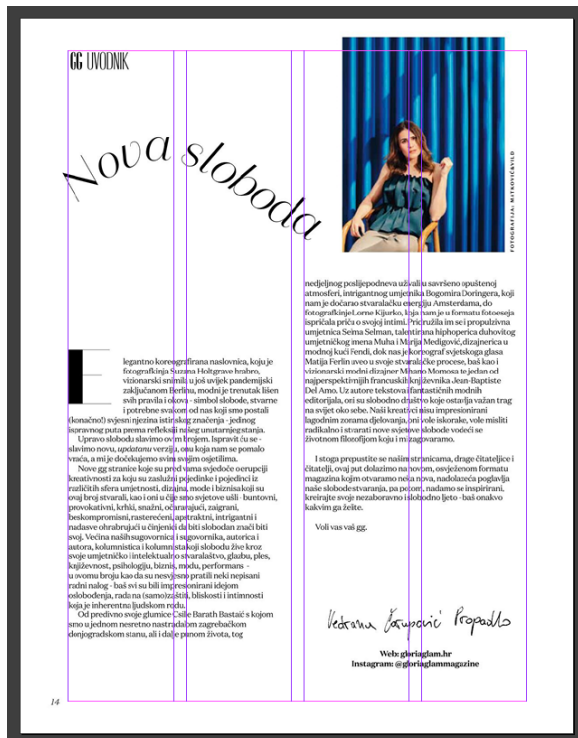 GG UVODNIK
Nova sloboda
FOTOGRAFIJA: MITROVIĆ&VILD
Elegantno koreografirana naslovnica, koju je
fotografkinja Suzana Holtgrave hrabro,
vizionarski snimila u još uvijek pandemijski
zaključanom Berlinu, modni je trenutak lišen
svih pravila i okova - simbol slobode, stvarne
i potrebne svakom od nas koji smo postali
(konačno!) svjesni njezina istinskog značenja - jednog
ispravnog puta prema refleksiji našeg unutarnjeg stanja.
Upravo slobodu slavimo ovim brojem. Ispravit ću se -
slavimo novu, updatanu verziju, onu koja nam se pomalo
vraća, a mi je dočekujemo svim svojim osjetilima.
Nove gg stranice koje su pred vama svjedoče oerupciji
kreativnosti za koju su zaslužni pojedinke i pojedinci iz
različitih sfera umjetnosti, dizajna, mode i biznisa koji su
ovaj broj stvarali, kao i oni u čije smo svjetove ušli - buntovni,
provokativni, krhki, snažni, očaravajući, zaigrani,
beskompromisni, rasterećeni, apstraktni, intrigantni i
nadasve ohrabrujući u činjenici da biti slobodan znači biti
svoj. Većina naših sugovornica i sugovornika, autorica i
astora, kolumnistica i kolumnista koji slobodu žive kroz
svoje umjetničko i intelektualno stvaralaštvo, glazbu, ples,
književnost, psihologiju, biznis, modu, performans -
u ovomu broju kao da su nesvjesno pratili neki nepisani
radni nalog - baš svi su bili impresionirani idejom
oslobođenja, rada na (samo)zaštiti, bliskosti i intimnosti
koja je inherentna ljudskom rodu.
Od predivno svoje glumice Csilie Barath Bastaić s kojom
smo u jednom nesretno nastradalom zagrebačkom
donjogradskom stanu, ali i dalje punom života, tog
nedjeljnog poslijepodneva uživali u savršeno opuštenoj
atmosferi, intrigantnog umjetnika Bogomira Doringera, koji
nam je dočarao stvaralačku energiju Amsterdama, do
fotografkinje Lorne Kijurko, koja nam je u formatu fotoeseja
ispričala priču o svojoj intimi. Pridružila im se i propulzivna
umjetnica Selma Selman, talentirana hiphoperica duhovitog
umjetničkog imena Muha i Marija Medigović, dizajnerica u
modnoj kući Fendi, dok nas je koreograf svjetskoga glasa
Matija Ferlin uveo u svoje stvaralačke procese, baš kao i
vizionarski modni dizajner Mihano Momosa te jedan od
najperspektivnijih francuskih književnika Jean-Baptiste
Del Amo. Uz autore tekstova i fantastičnih modnih
editorijala, oni su slobodno društvo koje ostavlja važan trag
na svijet oko sebe. Naši kreativci nisu impresionirani
zadanim zorama djelovanja, oni vole iskorake, vole misliti
radikalno i stvarati nove svjetove slobode vodeći se
životnom filozofijom koju i mi zagovaramo.
I stoga prepustite se našim stranicama, drage čitateljice i
čitatelji, ovaj put dolazimo na novom, osvježenom formatu
magazina kojim otvaramo neka nova, nadolazeća poglavlja
naše slobode stvaranja, pa potom, nadamo se inspirirani,
kreirajte svoje nezaboravno i slobodno ljeto - baš onakvo
kakvim ga želite.
Voli vas vaš gg.
Web: gloriaglam.hr
Instagram: @gloriaglammagazine
14